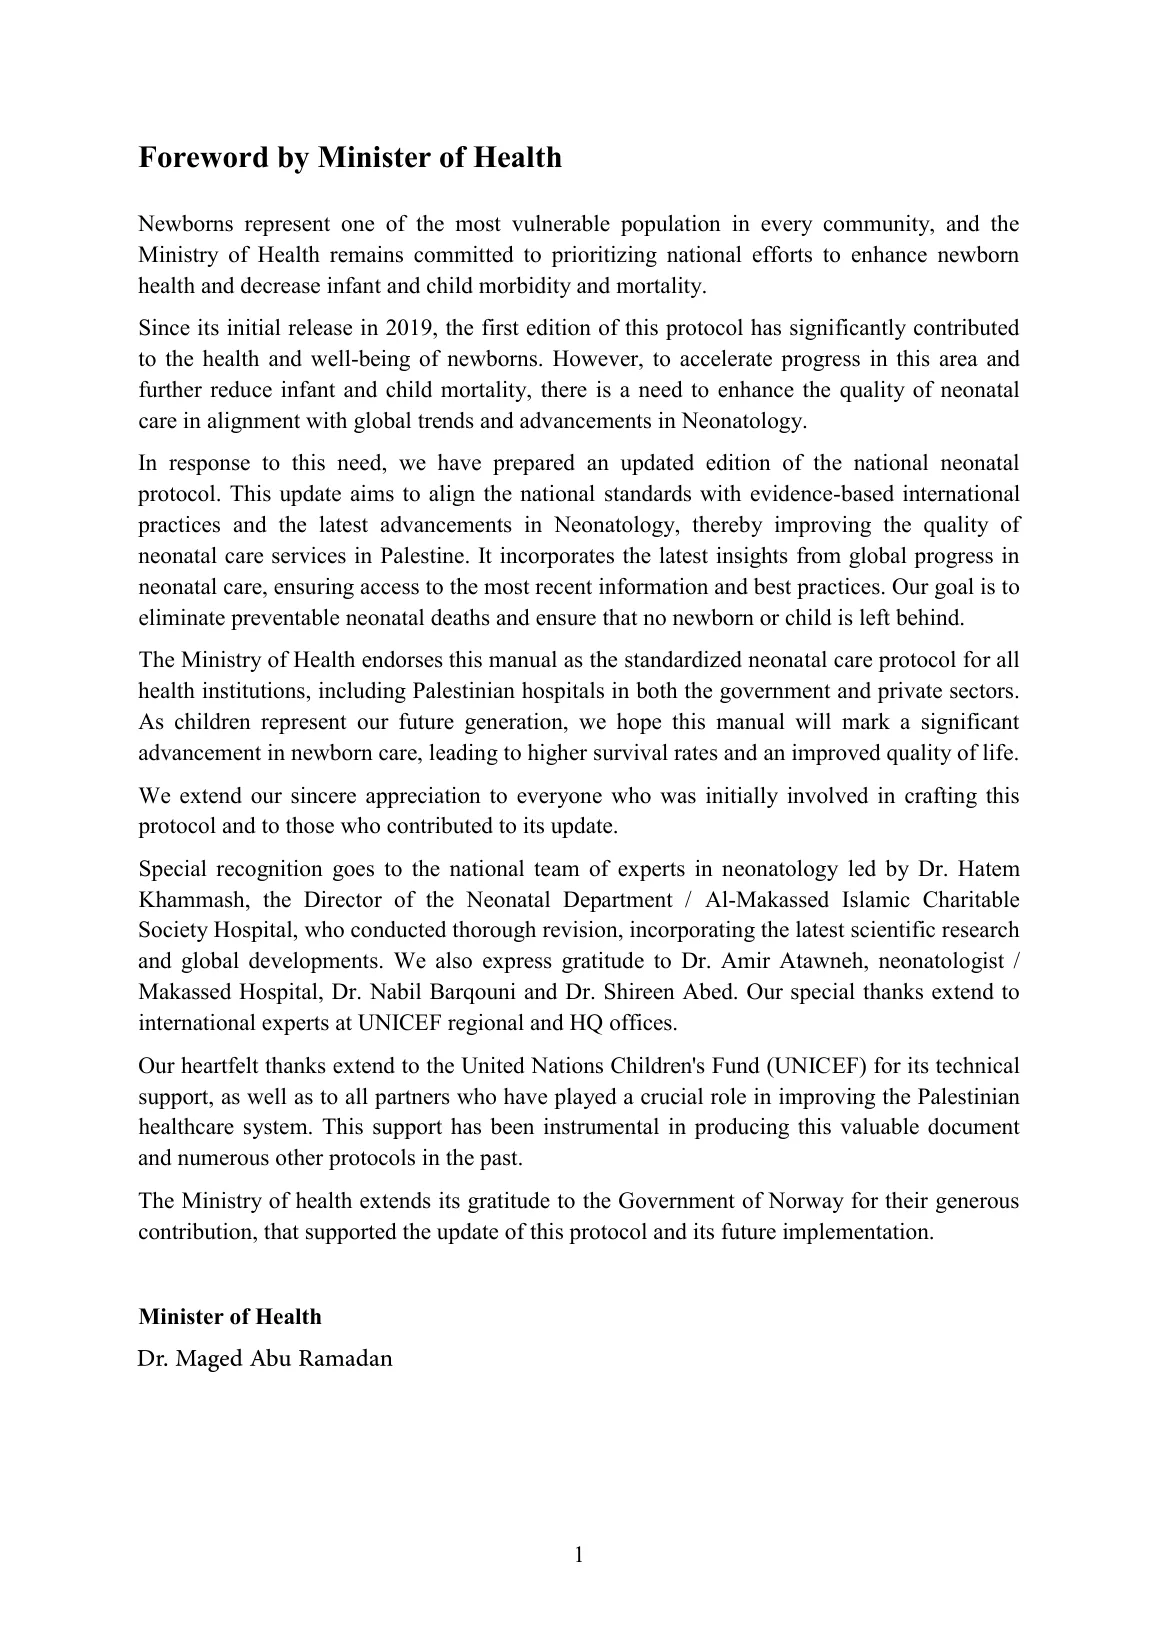 Foreword by Minister of Health
Newborns represent one of the most vulnerable population in every community, and the
Ministry of Health remains committed to prioritizing national efforts to enhance newborn
health and decrease infant and child morbidity and mortality.
Since its initial release in 2019, the first edition of this protocol has significantly contributed
to the health and well-being of newborns. However, to accelerate progress in this area and
further reduce infant and child mortality, there is a need to enhance the quality of neonatal
care in alignment with global trends and advancements in Neonatology.
In response to this need, we have prepared an updated edition of the national neonatal
protocol. This update aims to align the national standards with evidence-based international
practices and the latest advancements in Neonatology, thereby improving the quality of
neonatal care services in Palestine. It incorporates the latest insights from global progress in
neonatal care, ensuring access to the most recent information and best practices. Our goal is to
eliminate preventable neonatal deaths and ensure that no newborn or child is left behind.
The Ministry of Health endorses this manual as the standardized neonatal care protocol for all
health institutions, including Palestinian hospitals in both the government and private sectors.
As children represent our future generation, we hope this manual will mark a significant
advancement in newborn care, leading to higher survival rates and an improved quality of life.
We extend our sincere appreciation to everyone who was initially involved in crafting this
protocol and to those who contributed to its update.
Special recognition goes to the national team of experts in neonatology led by Dr. Hatem
Khammash, the Director of the Neonatal Department / Al-Makassed Islamic Charitable
Society Hospital, who conducted thorough revision, incorporating the latest scientific research
and global developments. We also express gratitude to Dr. Amir Atawneh, neonatologist /
Makassed Hospital, Dr. Nabil Barqouni and Dr. Shireen Abed. Our special thanks extend to
international experts at UNICEF regional and HQ offices.
Our heartfelt thanks extend to the United Nations Children's Fund (UNICEF) for its technical
support, as well as to all partners who have played a crucial role in improving the Palestinian
healthcare system. This support has been instrumental in producing this valuable document
and numerous other protocols in the past.
The Ministry of health extends its gratitude to the Government of Norway for their generous
contribution, that supported the update of this protocol and its future implementation.
Minister of Health
Dr. Maged Abu Ramadan
1